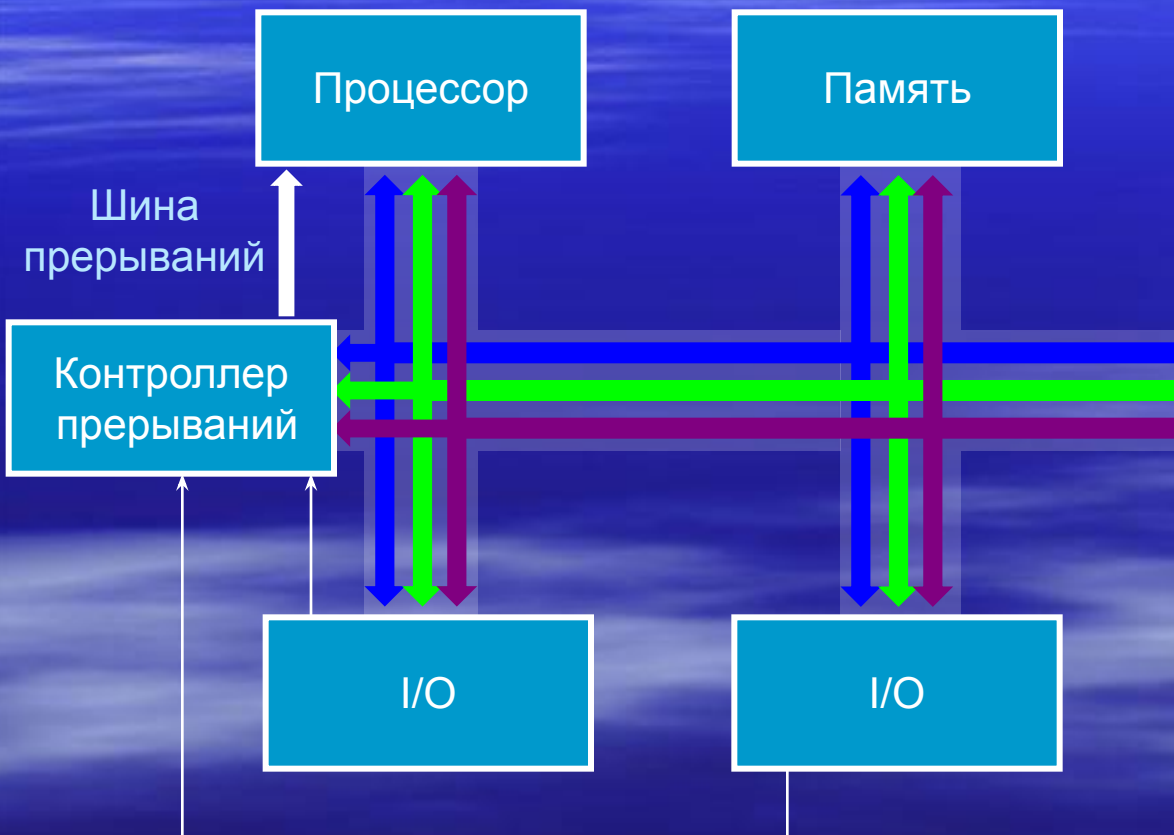 Процессор
Память
Шина
прерываний
Контроллер
прерываний
I/O
I/O